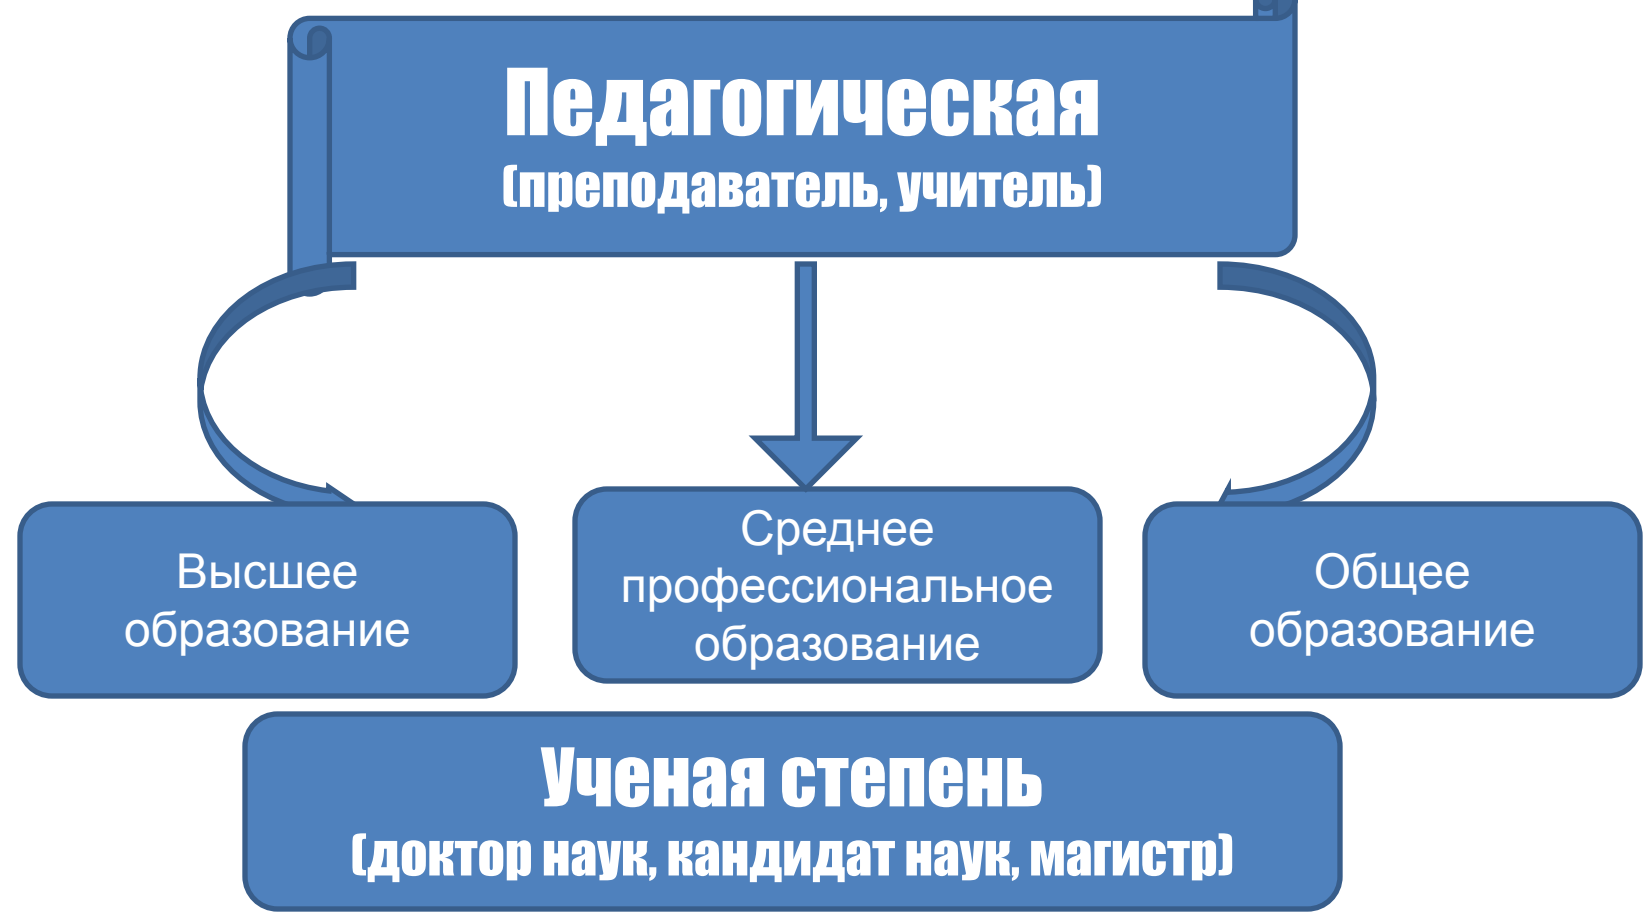 Педагогическая
(преподаватель, учитель)
Высшее
образование
Среднее
профессиональное
образование
Общее
образование
Ученая степень
(доктор наук, кандидат наук, магистр)